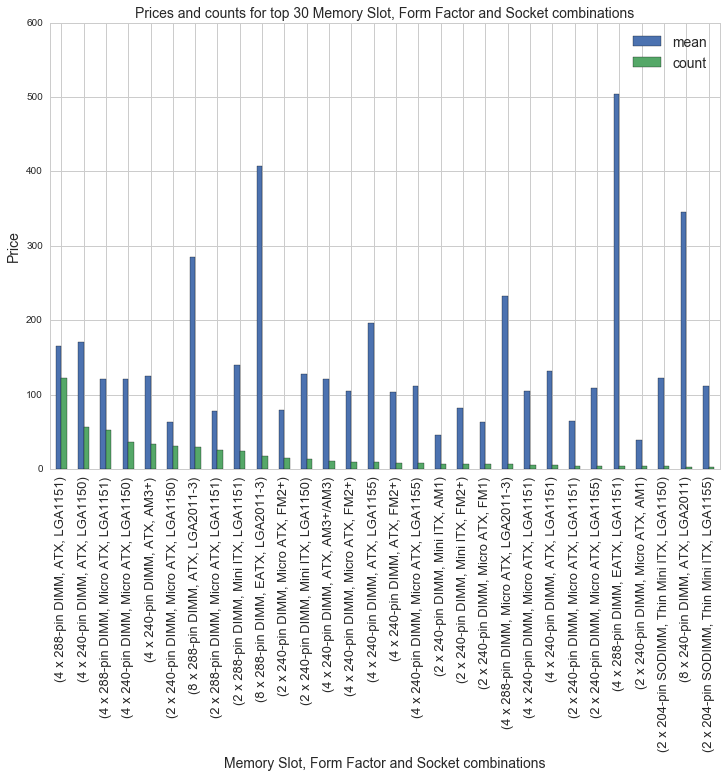 Prices and counts for top 30 Memory Slot, Form Factor and Socket combinations
mean
count
600
500
400
300
200
100
0
Price
(4 x 288-pin DIMM, ATX, LGA1151)
(4 x 240-pin DIMM, ATX, LGA1150)
(4 x 288-pin DIMM, Micro ATX, LGA1151)
(4 x 240-pin DIMM, Micro ATX, LGA1150)
(4 x 240-pin DIMM, ATX, AM3+)
(2 x 240-pin DIMM, Micro ATX, LGA1150)
(8 x 288-pin DIMM, ATX, LGA2011-3)
(2 x 288-pin DIMM, Micro ATX, LGA1151)
(2 x 288-pin DIMM, Mini ITX, LGA1151)
(8 x 288-pin DIMM, EATX, LGA2011-3)
(2 x 240-pin DIMM, Micro ATX, FM2+)
(2 x 240-pin DIMM, Mini ITX, LGA1150)
(4 x 240-pin DIMM, ATX, AM3+/AM3)
(4 x 240-pin DIMM, Micro ATX, FM2+)
(4 x 240-pin DIMM, ATX, LGA1155)
(4 x 240-pin DIMM, ATX, FM2+)
(4 x 240-pin DIMM, Micro ATX, LGA1155)
(2 x 240-pin DIMM, Mini ITX, AM1)
(2 x 240-pin DIMM, Mini ITX, FM2+)
(2 x 240-pin DIMM, Micro ATX, FM1)
(4 x 288-pin DIMM, Micro ATX, LGA2011-3)
(4 x 240-pin DIMM, Micro ATX, LGA1151)
(4 x 240-pin DIMM, ATX, LGA1151)
(2 x 240-pin DIMM, Micro ATX, LGA1151)
(2 x 240-pin DIMM, Micro ATX, LGA1155)
(4 x 288-pin DIMM, EATX, LGA1151)
(2 x 240-pin DIMM, Micro ATX, AM1)
(2 x 204-pin SODIMM, Thin Mini ITX, LGA1150)
(8 x 240-pin DIMM, ATX, LGA2011)
(2 x 204-pin SODIMM, Thin Mini ITX, LGA1155)
Memory Slot, Form Factor and Socket combinations